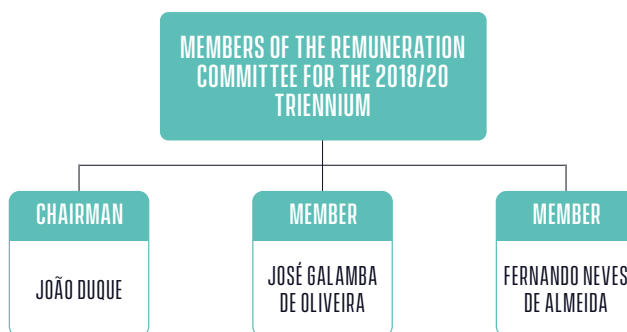 MEMBERS OF THE REMUNERATION
COMMITTEE FOR THE 2018/20
TRIENNIUM
CHAIRMAN
JOÃO DUQUE
MEMBER
JOSÉ GALAMBA
DE OLIVEIRA
MEMBER
FERNANDO NEVES
DE ALMEIDA